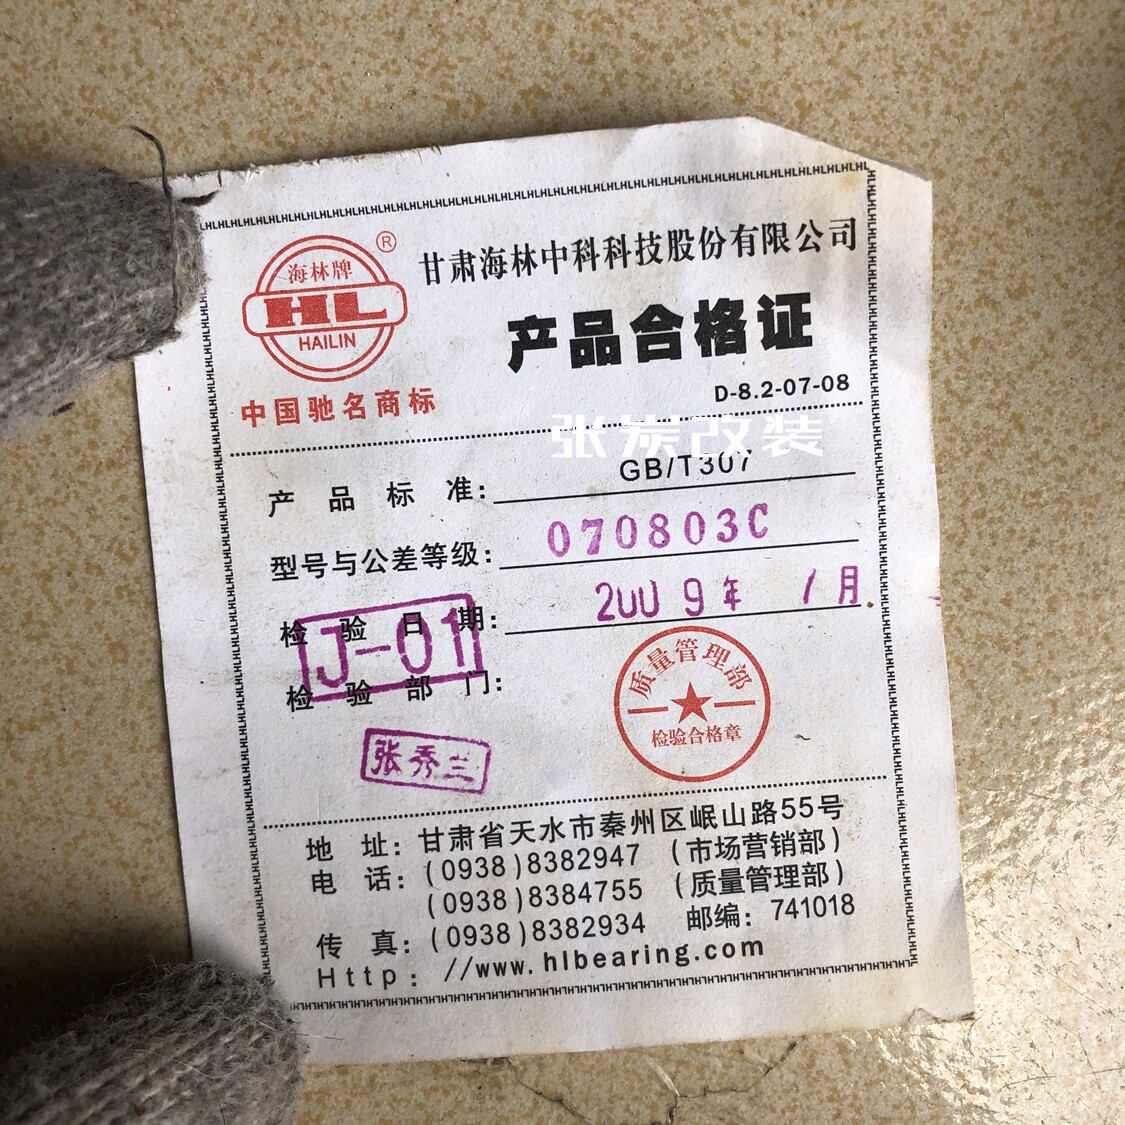 海林牌
HL
HAILIN
®
中国驰名商标
甘肃海林中科科技股份有限公司
产品合格证
D-8.2-07-08
张炭改装
产品标准: GB/T307
型号与公差等级: 070803C
检验日期: 2009年 1月
J-01
检验部门:
质量管理部
检验合格章
张秀三
地址: 甘肃省天水市秦州区岷山路55号
电话: (0938)8382947 (市场营销部)
(0938)8384755 (质量管理部)
传真: (0938)8382934 邮编: 741018
Http: //www.hlbearing.com